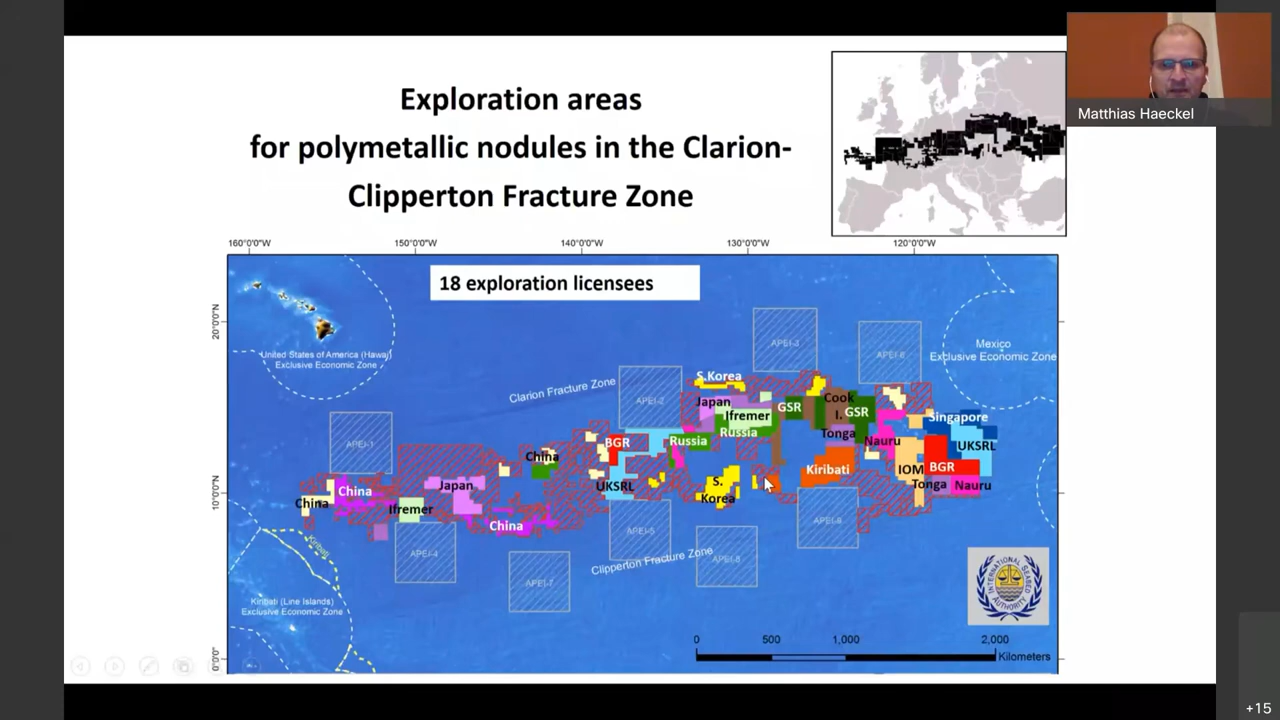 Exploration areas
for polymetallic nodules in the Clarion-
Clipperton Fracture Zone
Matthias Haeckel
160°0'0"W
150°0'0"W
140°0'0"W
130°0'0"W
120°0'0"W
18 exploration licensees
20°0'0"N
10°0'0"N
0°0'0"
United States of America (Hawaii)
Exclusive Economic Zone
Mexico
Exclusive Economic Zone
Clarion Fracture Zone
Clipperton Fracture Zone
Kiribati
Kiribati (Line Islands)
Exclusive Economic Zone
APEI-1
APEI-2
APEI-3
APEI-4
APEI-5
APEI-6
APEI-7
APEI-8
APEI-9
S.Korea
Japan
Ifremer
Russia
Russia
GSR
Cook
I.
GSR
Tonga
Nauru
Singapore
UKSRL
BGR
IOM
BGR
Tonga
Nauru
Kiribati
S.
Korea
UKSRL
China
China
China
Japan
Ifremer
China
INTERNATIONAL SEABED
AUTHORITY
0
500
1,000
2,000
Kilometers
+15